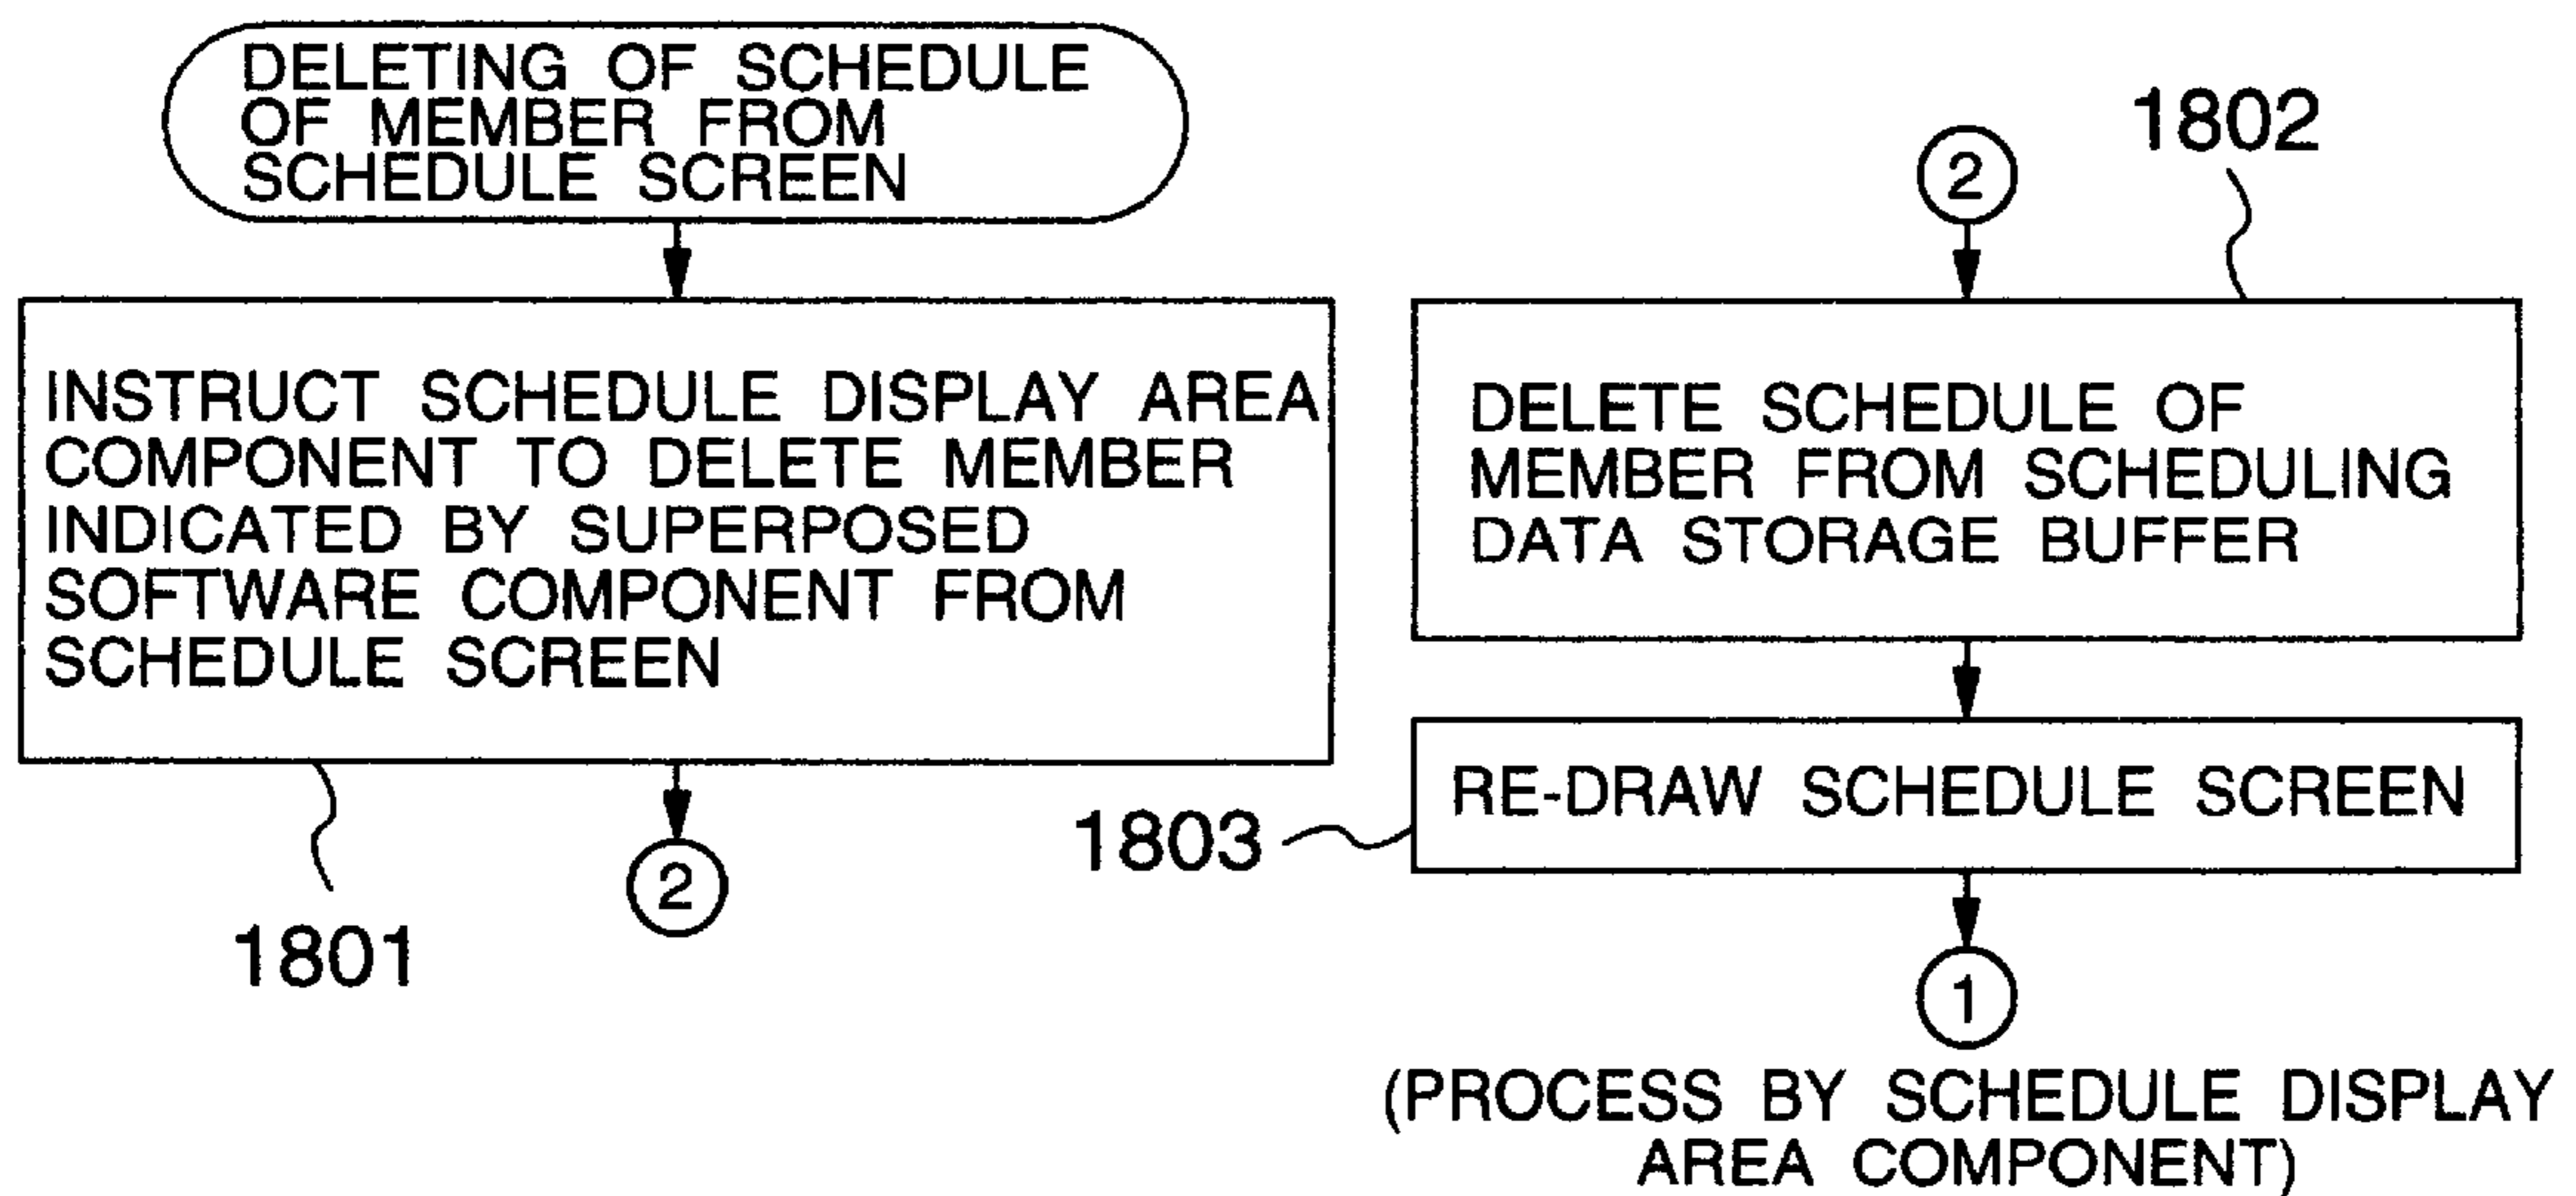 DELETING OF SCHEDULE
OF MEMBER FROM
SCHEDULE SCREEN
INSTRUCT SCHEDULE DISPLAY AREA
COMPONENT TO DELETE MEMBER
INDICATED BY SUPERPOSED
SOFTWARE COMPONENT FROM
SCHEDULE SCREEN
1801
2
2
1802
DELETE SCHEDULE OF
MEMBER FROM SCHEDULING
DATA STORAGE BUFFER
RE-DRAW SCHEDULE SCREEN
1803
1
(PROCESS BY SCHEDULE DISPLAY
AREA COMPONENT)